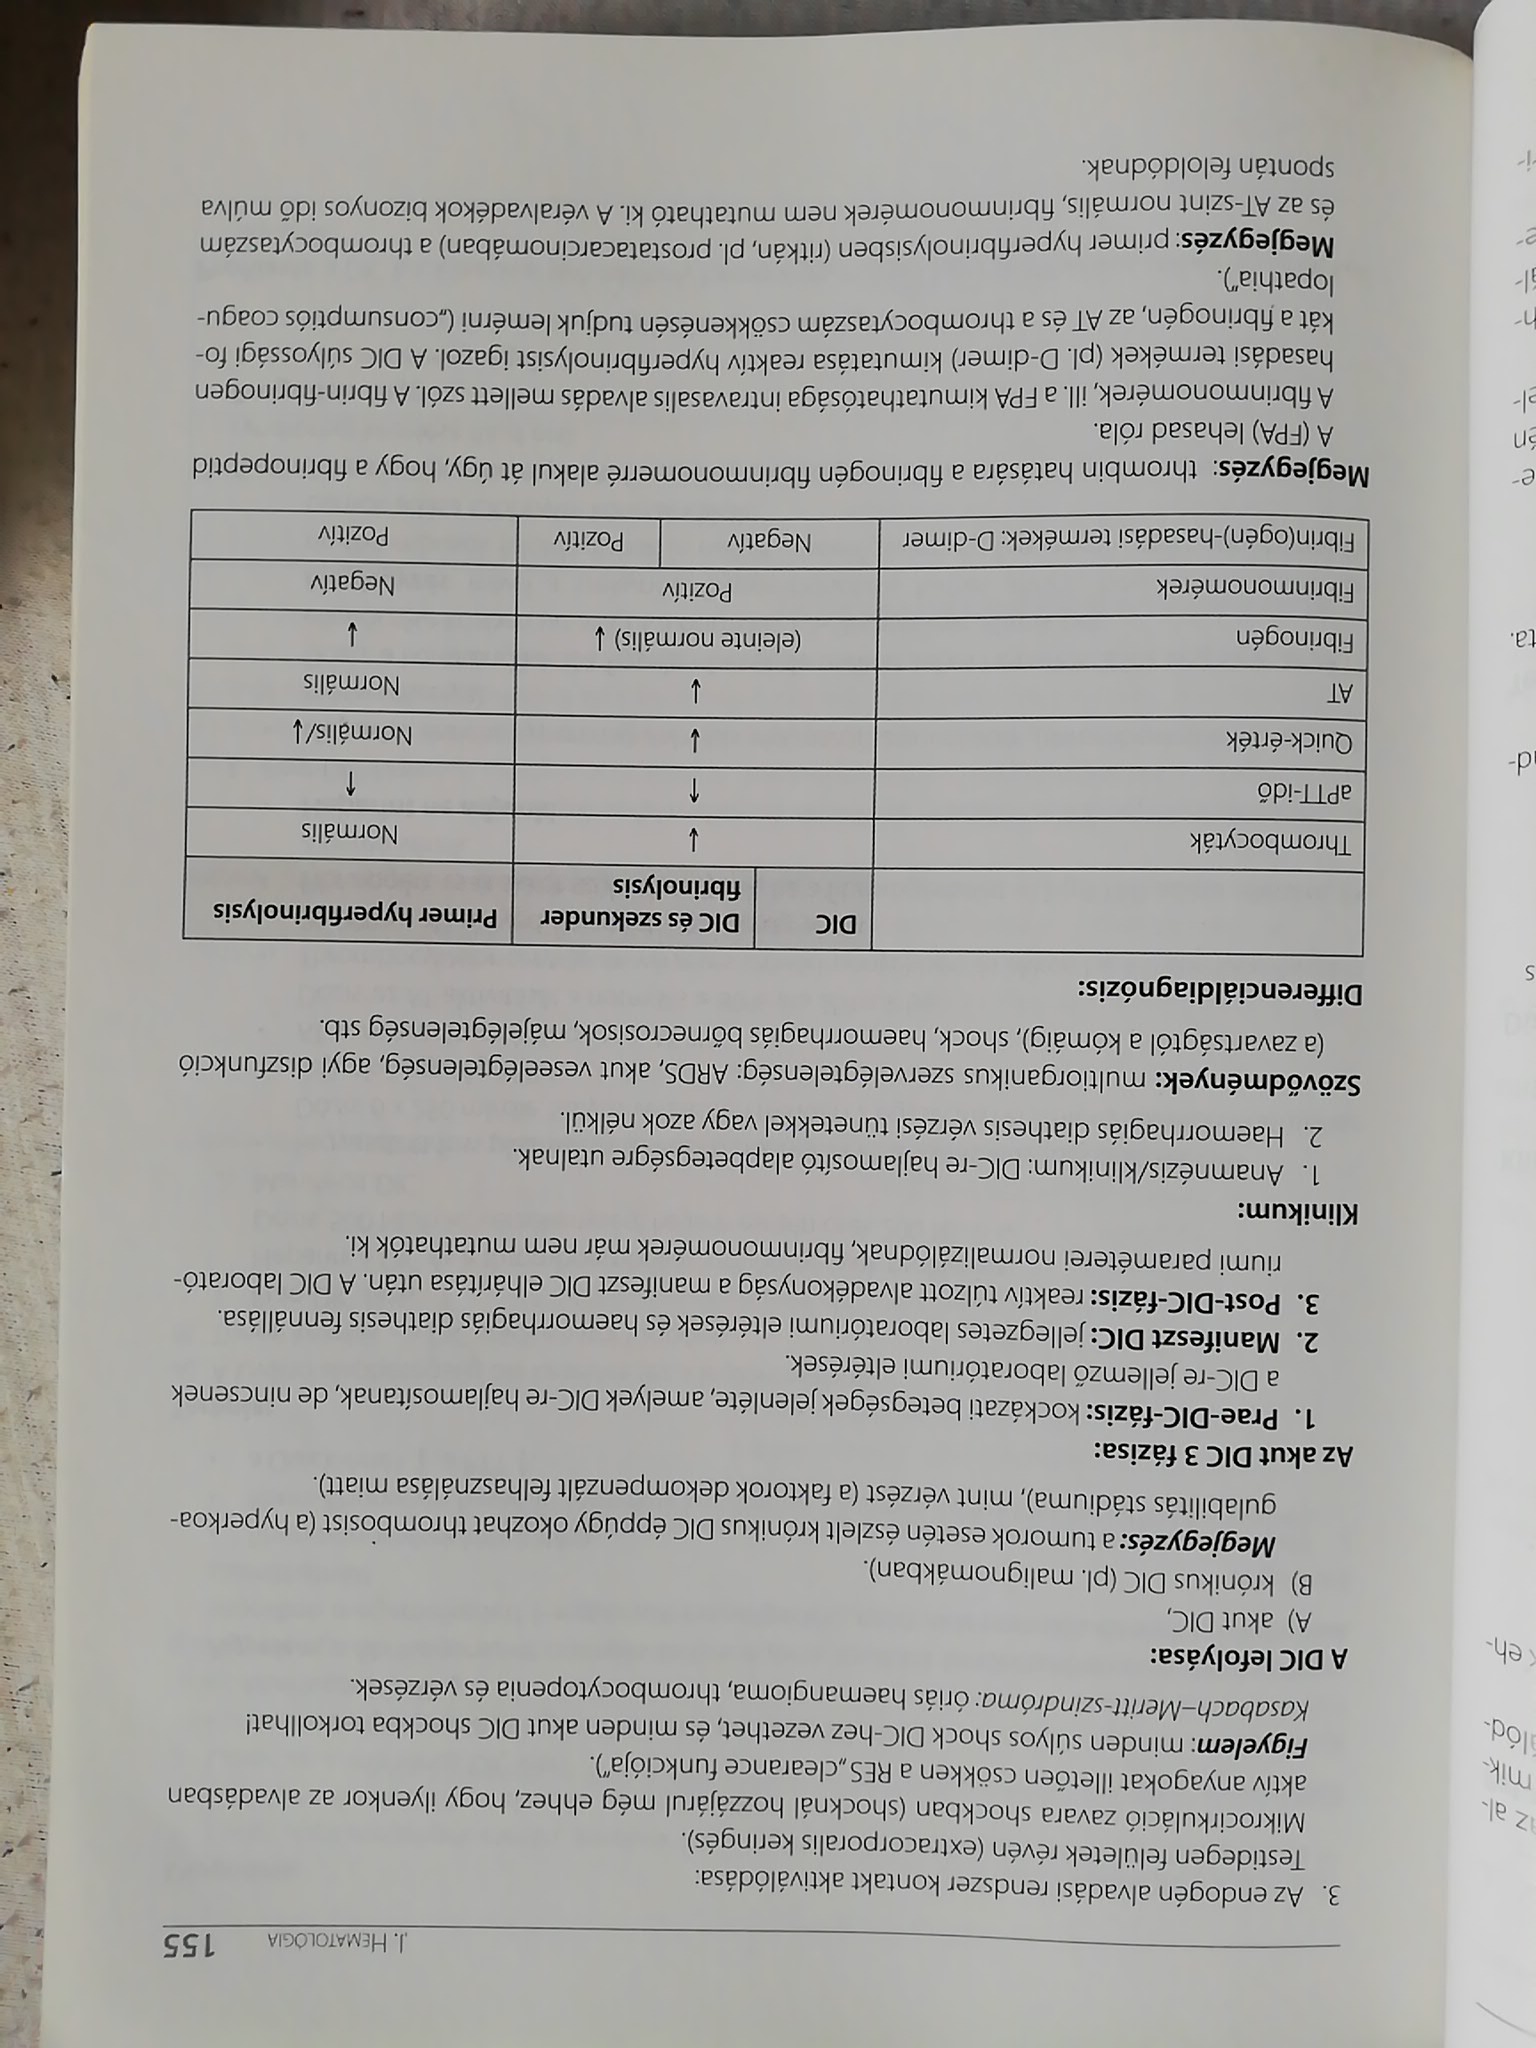 J. HEMATOLÓGIA 155
3. Az endogén alvadási rendszer kontakt aktiválódása:
Testidegen felületek révén (extracorporalis keringés).
Mikrocirkuláció zavara shockban (shocknál hozzájárul még ehhez, hogy ilyenkor az alvadásban
aktív anyagokat illetően csökken a RES „clearance funkciója”).
Figyelem: minden súlyos shock DIC-hez vezethet, és minden akut DIC shockba torkollhat!
Kasabach–Meritt-szindróma: óriás haemangioma, thrombocytopenia és vérzések.
A DIC lefolyása:
A) akut DIC,
B) krónikus DIC (pl. malignomákban).
Megjegyzés: a tumorok esetén észlelt krónikus DIC éppúgy okozhat thrombosist (a hyperkoa-
gulabilitás stádiuma), mint vérzést (a faktorok dekompenzált felhasználása miatt).
Az akut DIC 3 fázisa:
1. Prae-DIC-fázis: kockázati betegségek jelenléte, amelyek DIC-re hajlamosítanak, de nincsenek
a DIC-re jellemző laboratóriumi eltérések.
2. Manifeszt DIC: jellegzetes laboratóriumi eltérések és haemorrhagiás diathesis fennállása.
3. Post-DIC-fázis: reaktív túlzott alvadékonyság a manifeszt DIC elhárítása után. A DIC laborató-
riumi paraméterei normalizálódnak, fibrinmonomérek már nem mutathatók ki.
Klinikum:
1. Anamnézis/klinikum: DIC-re hajlamosító alapbetegségre utalnak.
2. Haemorrhagiás diathesis vérzési tünetekkel vagy azok nélkül.
Szövődmények: multiorganikus szervelégtelenség: ARDS, akut veseelégtelenség, agyi diszfunkció
(a zavartságtól a kómáig), shock, haemorrhagiás bőrnecrosisok, májelégtelenség stb.
Differenciáldiagnózis:
DIC DIC és szekunder fibrinolysis Primer hyperfibrinolysis
Thrombocyták ↓ Normális
aPTT-idő ↑ ↑
Quick-érték ↓ Normális/↓
AT ↓ Normális
Fibrinogén (eleinte normális) ↓ ↓
Fibrinmonomérek Pozitív Negatív
Fibrin(ogén)-hasadási termékek: D-dimer Negatív Pozitív Pozitív
Megjegyzés: thrombin hatására a fibrinogén fibrinmonomerré alakul át úgy, hogy a fibrinopeptid
A (FPA) lehasad róla.
A fibrinmonomérek, ill. a FPA kimutathatósága intravasalis alvadás mellett szól. A fibrin-fibrinogen
hasadási termékek (pl. D-dimer) kimutatása reaktív hyperfibrinolysist igazol. A DIC súlyossági fo-
kát a fibrinogén, az AT és a thrombocytaszám csökkenésén tudjuk lemérni („consumptiós coagu-
lopathia”).
Megjegyzés: primer hyperfibrinolysisben (ritkán, pl. prostatacarcinomában) a thrombocytaszám
és az AT-szint normális, fibrinmonomérek nem mutatható ki. A véralvadékok bizonyos idő múlva
spontán feloldódnak.